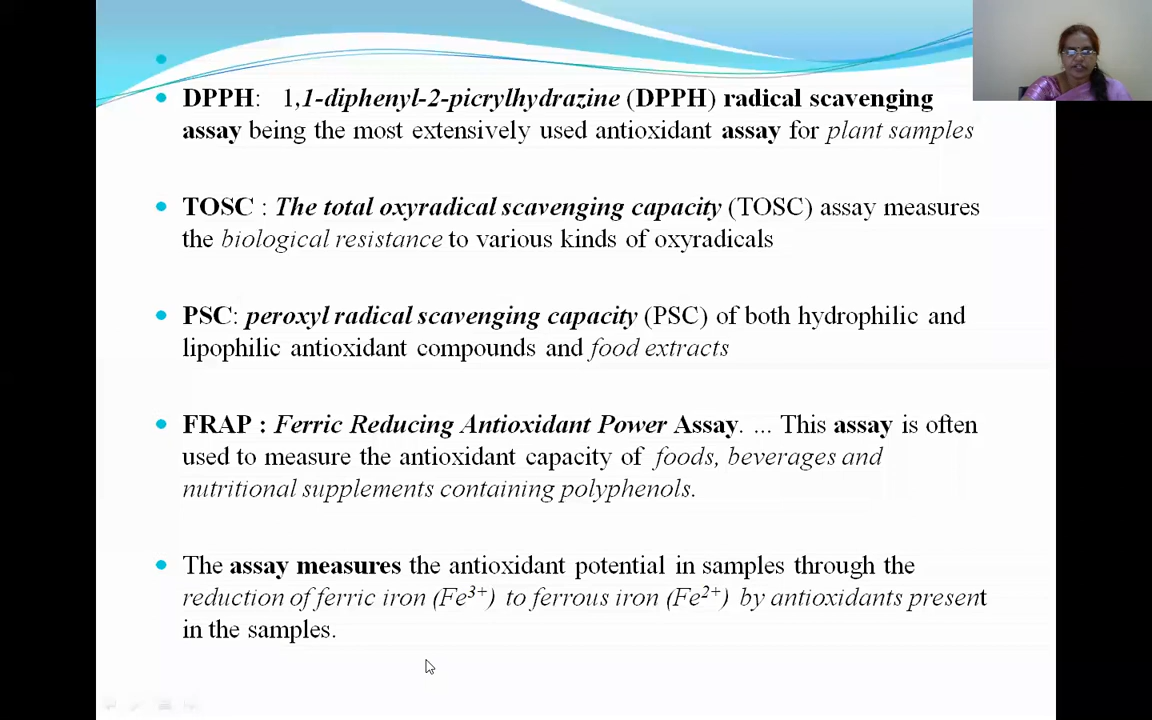 DPPH: 1,1-diphenyl-2-picrylhydrazine (DPPH) radical scavenging
assay being the most extensively used antioxidant assay for plant samples
TOSC : The total oxyradical scavenging capacity (TOSC) assay measures
the biological resistance to various kinds of oxyradicals
PSC: peroxyl radical scavenging capacity (PSC) of both hydrophilic and
lipophilic antioxidant compounds and food extracts
FRAP : Ferric Reducing Antioxidant Power Assay. ... This assay is often
used to measure the antioxidant capacity of foods, beverages and
nutritional supplements containing polyphenols.
The assay measures the antioxidant potential in samples through the
reduction of ferric iron (Fe³⁺) to ferrous iron (Fe²⁺) by antioxidants present
in the samples.